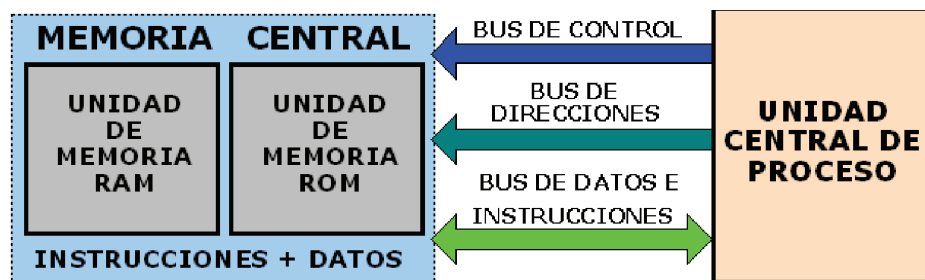 MEMORIA CENTRAL
UNIDAD
DE
MEMORIA
RAM
UNIDAD
DE
MEMORIA
ROM
INSTRUCCIONES + DATOS
BUS DE CONTROL
BUS DE
DIRECCIONES
BUS DE DATOS E
INSTRUCCIONES
UNIDAD
CENTRAL DE
PROCESO